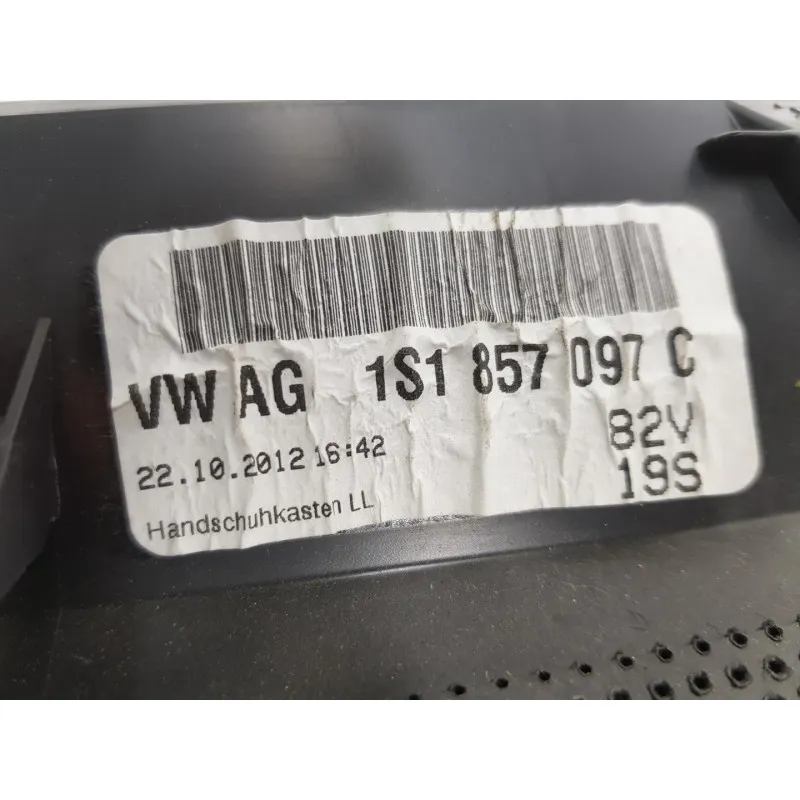 VW AG 1S1 857 097 C
82V
22.10.2012 16:42
19S
Handschuhkasten LL